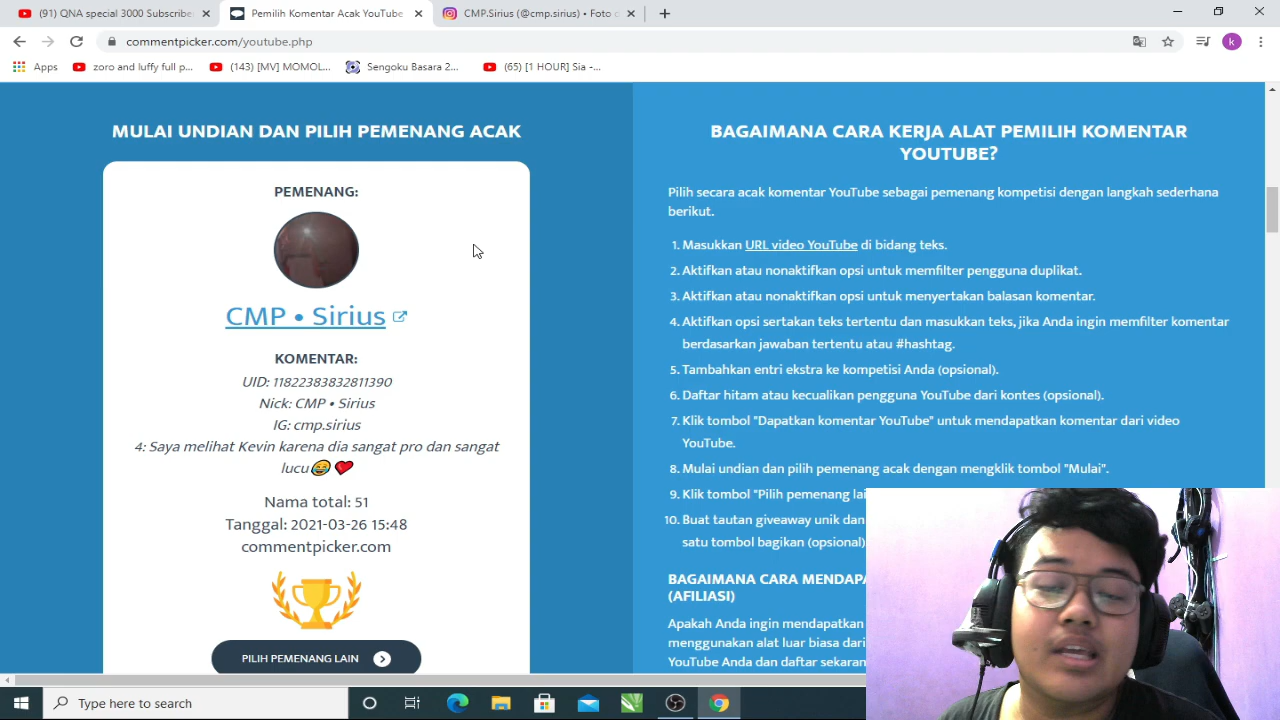 (91) QNA special 3000 Subscribe
Pemilih Komentar Acak YouTube
CMP.Sirius (@cmp.sirius) • Foto
commentpicker.com/youtube.php
k
Apps
zoro and luffy full p...
(143) [MV] MOMOL...
Sengoku Basara 2...
(65) [1 HOUR] Sia -...
MULAI UNDIAN DAN PILIH PEMENANG ACAK
PEMENANG:
CMP • Sirius
KOMENTAR:
UID: 11822383832811390
Nick: CMP • Sirius
IG: cmp.sirius
4: Saya melihat Kevin karena dia sangat pro dan sangat
lucu😂 ❤️
Nama total: 51
Tanggal: 2021-03-26 15:48
commentpicker.com
PILIH PEMENANG LAIN
BAGAIMANA CARA KERJA ALAT PEMILIH KOMENTAR
YOUTUBE?
Pilih secara acak komentar YouTube sebagai pemenang kompetisi dengan langkah sederhana
berikut.
1. Masukkan URL video YouTube di bidang teks.
2. Aktifkan atau nonaktifkan opsi untuk memfilter pengguna duplikat.
3. Aktifkan atau nonaktifkan opsi untuk menyertakan balasan komentar.
4. Aktifkan opsi sertakan teks tertentu dan masukkan teks, jika Anda ingin memfilter komentar
berdasarkan jawaban tertentu atau #hashtag.
5. Tambahkan entri ekstra ke kompetisi Anda (opsional).
6. Daftar hitam atau kecualikan pengguna YouTube dari kontes (opsional).
7. Klik tombol "Dapatkan komentar YouTube" untuk mendapatkan komentar dari video
YouTube.
8. Mulai undian dan pilih pemenang acak dengan mengklik tombol "Mulai".
9. Klik tombol "Pilih pemenang lai
10. Buat tautan giveaway unik dan
satu tombol bagikan (opsional)
BAGAIMANA CARA MENDAPA
(AFILIASI)
Apakah Anda ingin mendapatkan
menggunakan alat luar biasa dari
YouTube Anda dan daftar sekaran
Type here to search